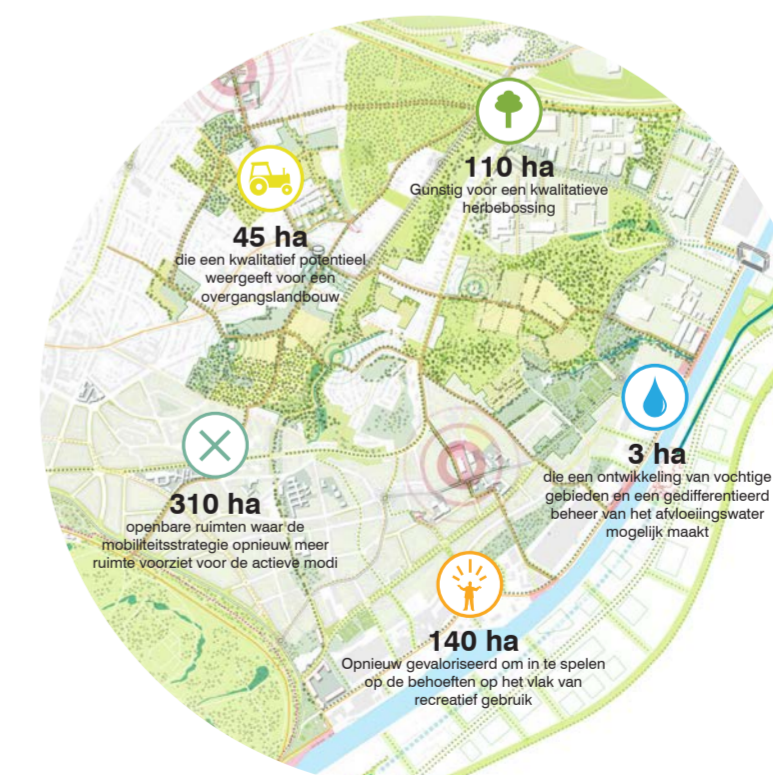 110 ha
Gunstig voor een kwalitatieve
herbebossing
45 ha
die een kwalitatief potentieel
weergeeft voor een
overgangslandbouw
3 ha
die een ontwikkeling van vochtige
gebieden en een gedifferentieerd
beheer van het afvloeiingswater
mogelijk maakt
310 ha
openbare ruimten waar de
mobiliteitsstrategie opnieuw meer
ruimte voorziet voor de actieve modi
140 ha
Opnieuw gevaloriseerd om in te spelen
op de behoeften op het vlak van
recreatief gebruik